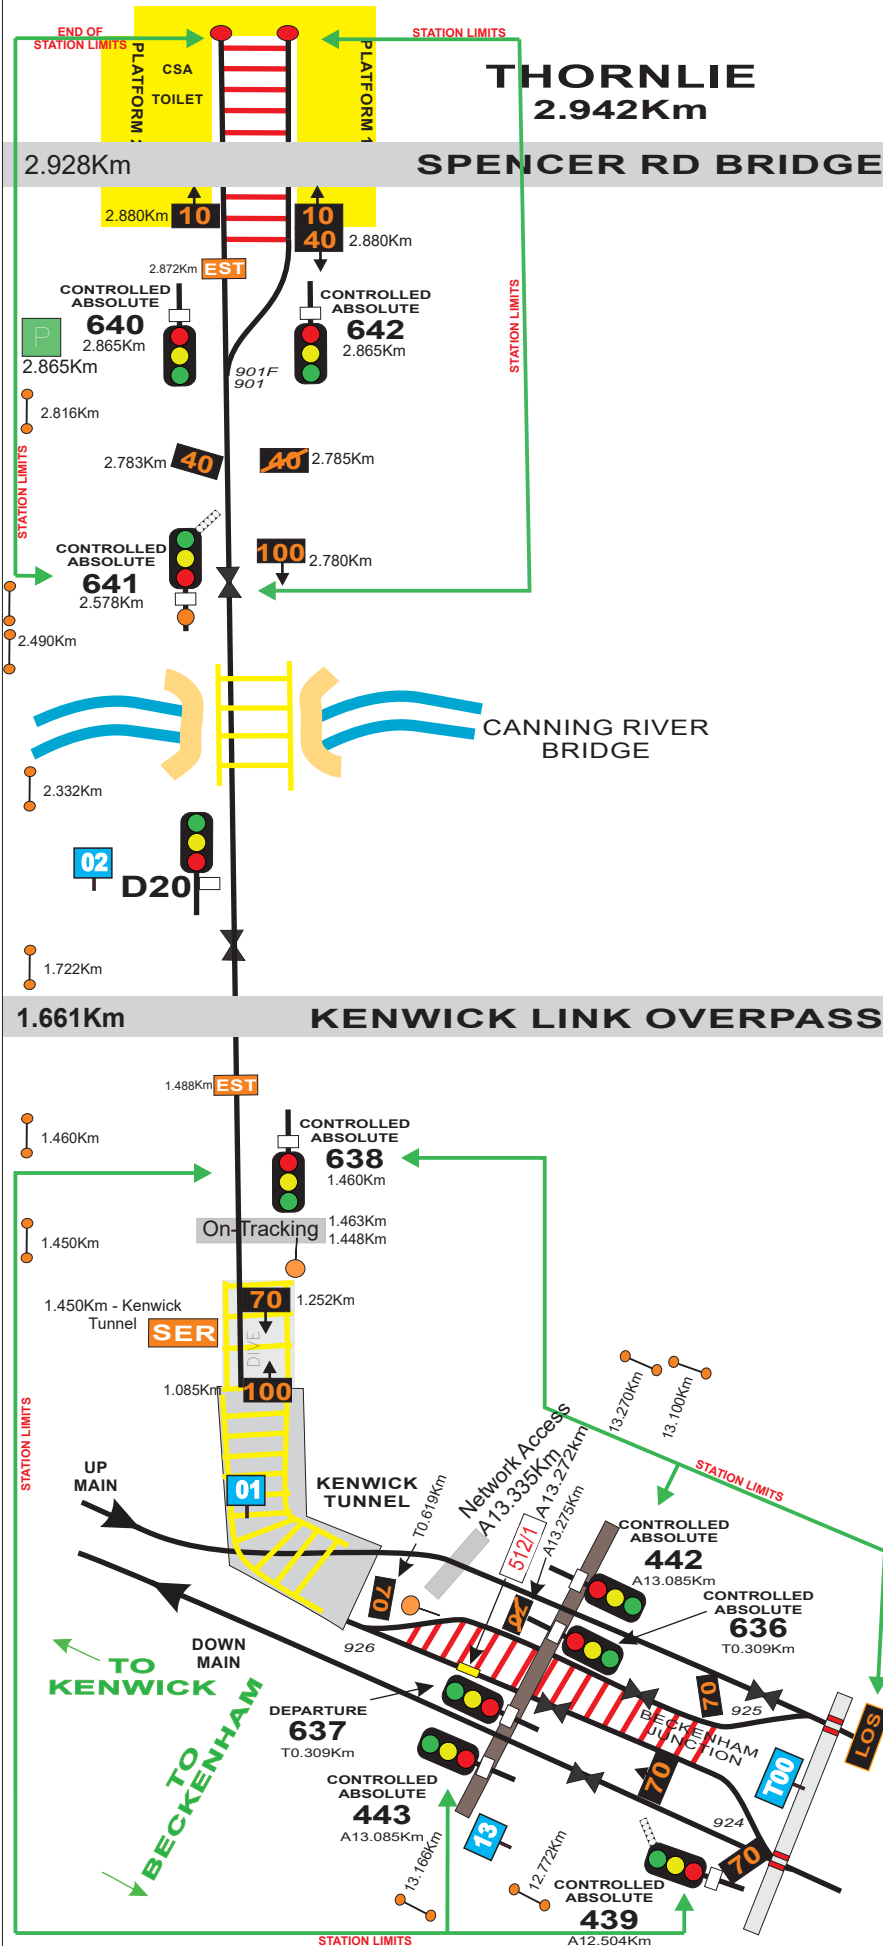 END OF
STATION LIMITS
STATION LIMITS
PLATFORM 2
CSA
TOILET
PLATFORM 1
THORNLIE
2.942Km
2.928Km
SPENCER RD BRIDGE
2.880Km
10
10
40
2.880Km
2.872Km
EST
CONTROLLED
ABSOLUTE
640
2.865Km
CONTROLLED
ABSOLUTE
642
2.865Km
P
2.865Km
901F
901
STATION LIMITS
2.816Km
2.783Km
40
40
2.785Km
STATION LIMITS
CONTROLLED
ABSOLUTE
641
2.578Km
100
2.780Km
2.490Km
CANNING RIVER
BRIDGE
2.332Km
02
D20
1.722Km
1.661Km
KENWICK LINK OVERPASS
1.488Km
EST
1.460Km
CONTROLLED
ABSOLUTE
638
1.460Km
On-Tracking
1.463Km
1.448Km
1.450Km
1.450Km - Kenwick
Tunnel
SER
70
1.252Km
DIVE
1.085Km
100
STATION LIMITS
13.270Km
13.100Km
STATION LIMITS
UP
MAIN
01
KENWICK
TUNNEL
T0.619Km
Network Access
A13.335Km
512/1
A13.272km
A13.275Km
70
70
CONTROLLED
ABSOLUTE
442
A13.085Km
CONTROLLED
ABSOLUTE
636
T0.309Km
926
DOWN
MAIN
TO
KENWICK
TO
BECKENHAM
DEPARTURE
637
T0.309Km
70
925
BECKENHAM
JUNCTION
LOS
T00
70
CONTROLLED
ABSOLUTE
443
A13.085Km
13
924
70
13.166Km
12.772Km
CONTROLLED
ABSOLUTE
439
A12.504Km
STATION LIMITS